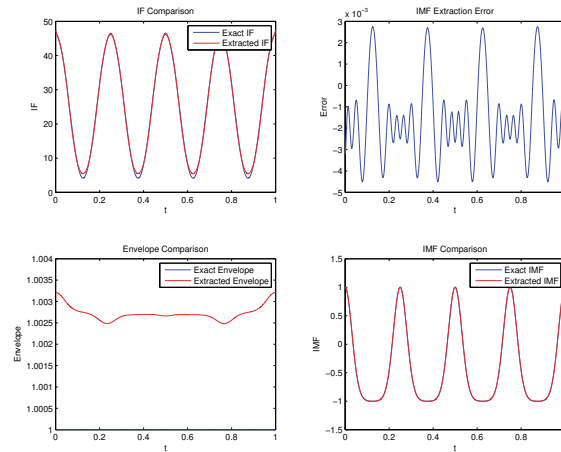 IF Comparison
50
40
30
20
10
0
IF
0
0.2
0.4
0.6
0.8
1
t
Exact IF
Extracted IF
IMF Extraction Error
x 10⁻³
3
2
1
0
−1
−2
−3
−4
−5
Error
0
0.2
0.4
0.6
0.8
t
Envelope Comparison
1.004
1.0035
1.003
1.0025
1.002
1.0015
1.001
1.0005
1
Envelope
0
0.2
0.4
0.6
0.8
1
t
Exact Envelope
Extracted Envelope
IMF Comparison
1.5
1
0.5
0
−0.5
−1
−1.5
IMF
0
0.2
0.4
0.6
0.8
t
Exact IMF
Extracted IMF